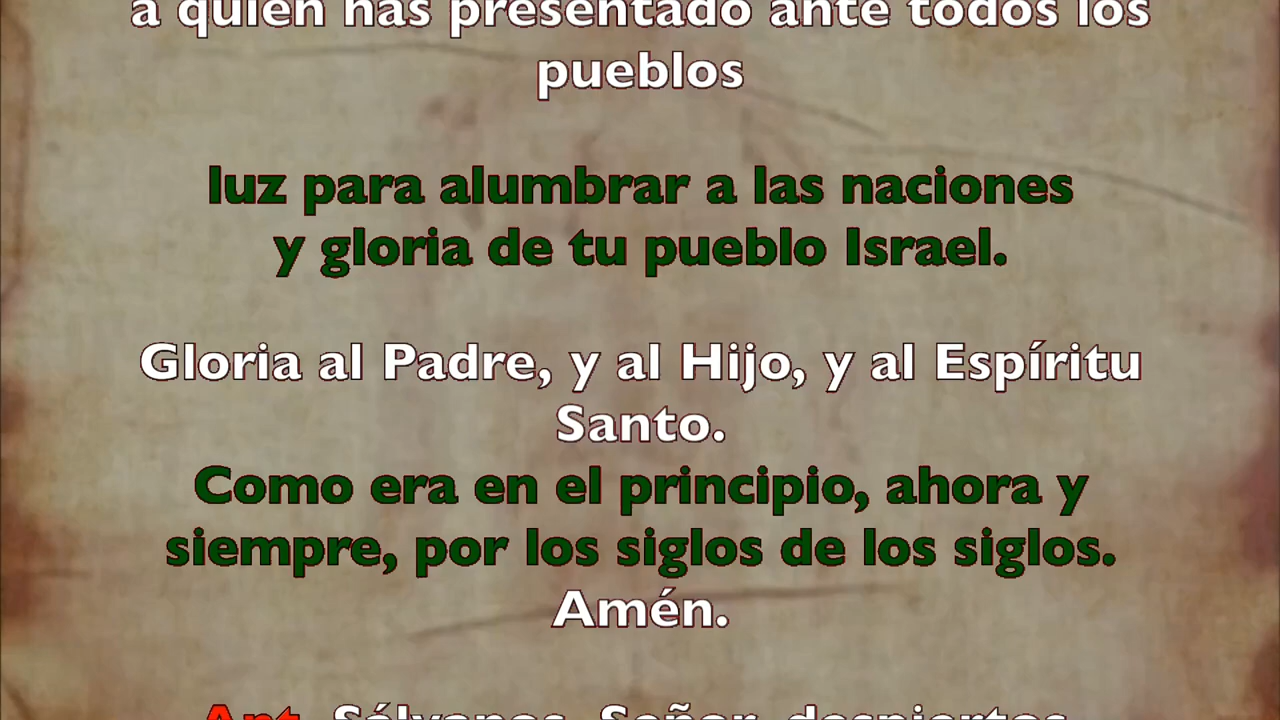 a quien has presentado ante todos los
pueblos
luz para alumbrar a las naciones
y gloria de tu pueblo Israel.
Gloria al Padre, y al Hijo, y al Espíritu
Santo.
Como era en el principio, ahora y
siempre, por los siglos de los siglos.
Amén.
Ant. Sálvanos, Señor, despiertos,